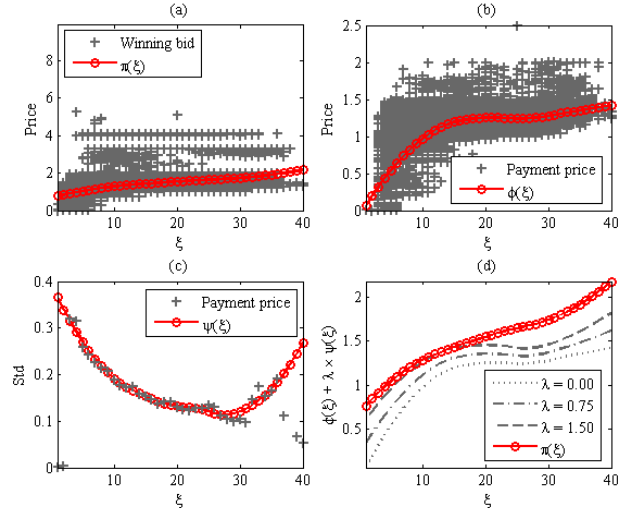 (a)
8
6
4
2
0
10
20
30
40
Price
ξ
Winning bid
π(ξ)
(b)
2.5
2
1.5
1
0.5
0
10
20
30
40
Price
ξ
Payment price
ϕ(ξ)
(c)
0.4
0.3
0.2
0.1
0
10
20
30
40
Std
ξ
Payment price
ψ(ξ)
(d)
2
1.5
1
0.5
10
20
30
40
ϕ(ξ) + λ × ψ(ξ)
ξ
λ = 0.00
λ = 0.75
λ = 1.50
π(ξ)